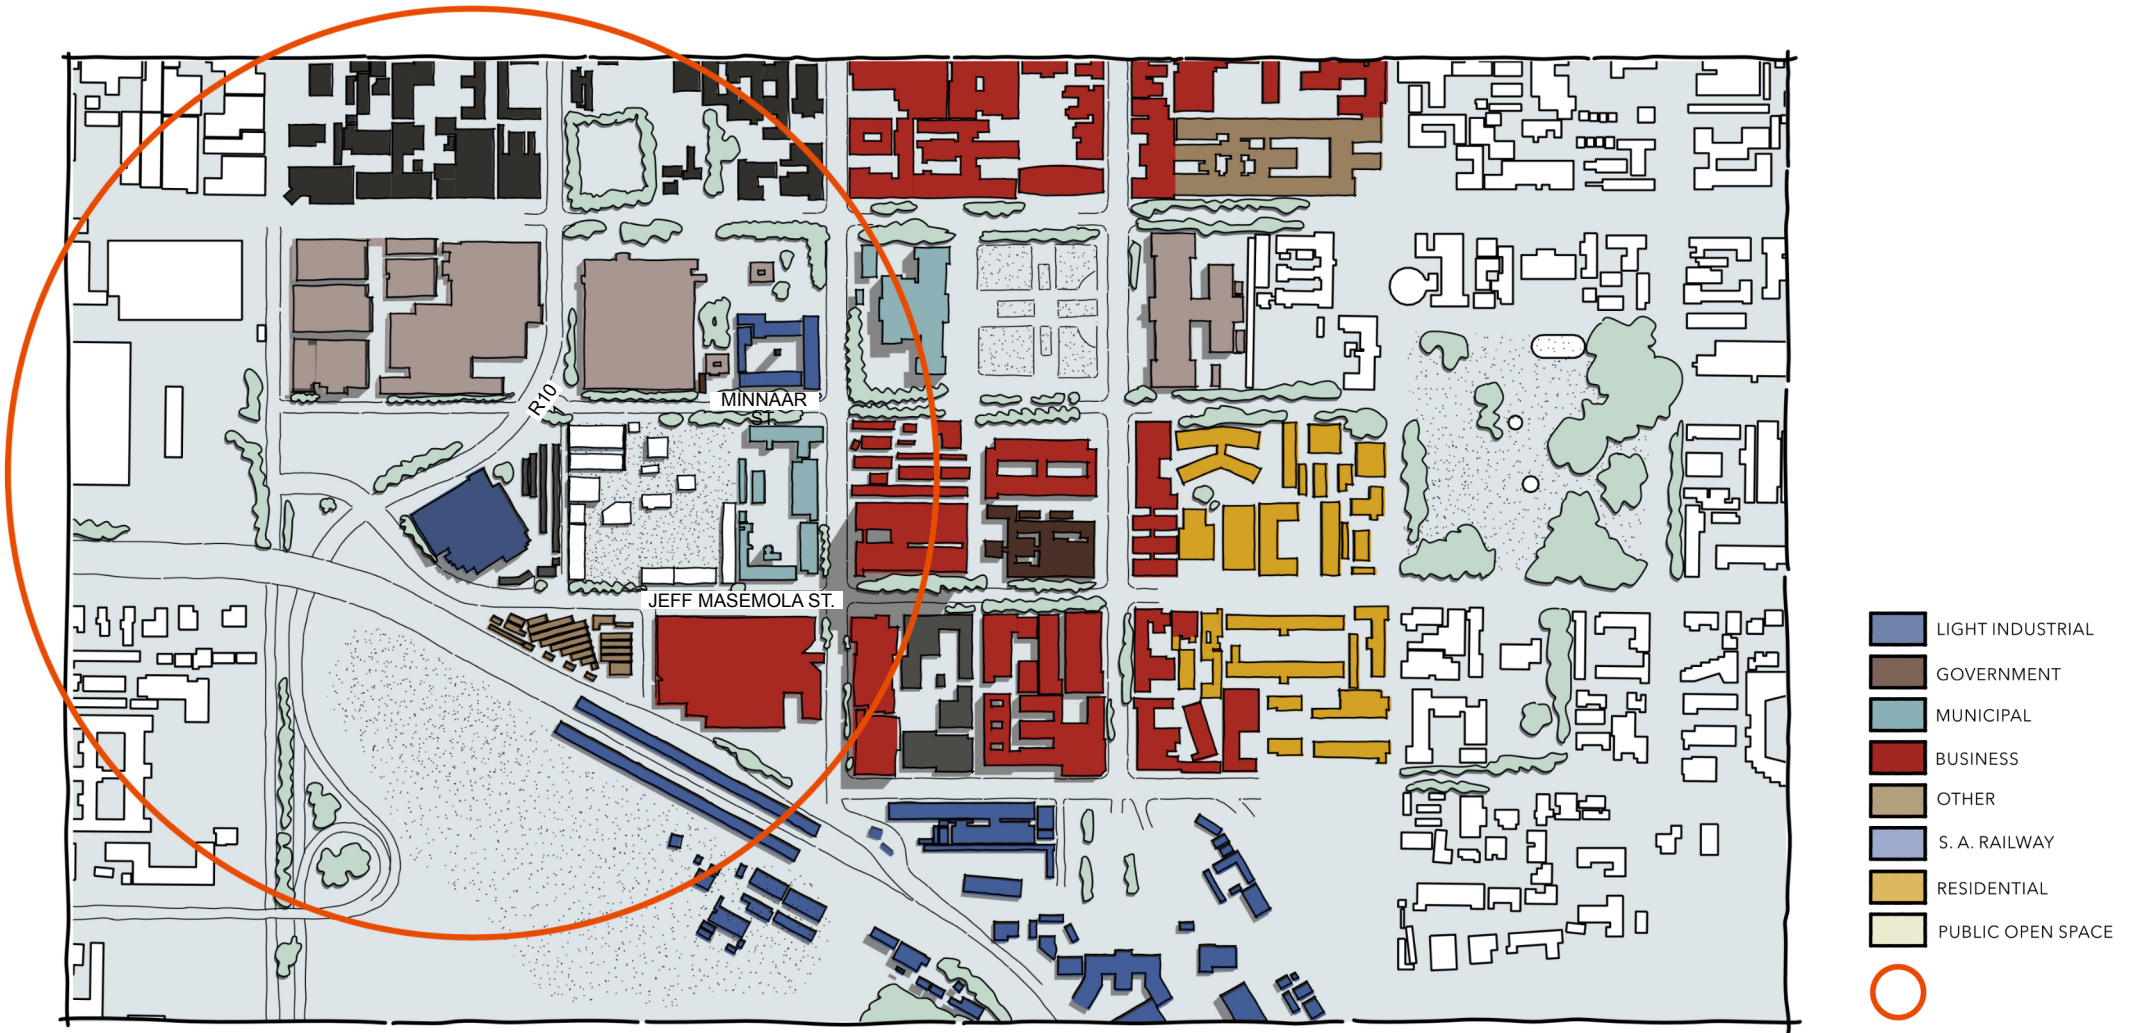 R10
MINNAAR
ST.
JEFF MASEMOLA ST.
LIGHT INDUSTRIAL
GOVERNMENT
MUNICIPAL
BUSINESS
OTHER
S. A. RAILWAY
RESIDENTIAL
PUBLIC OPEN SPACE